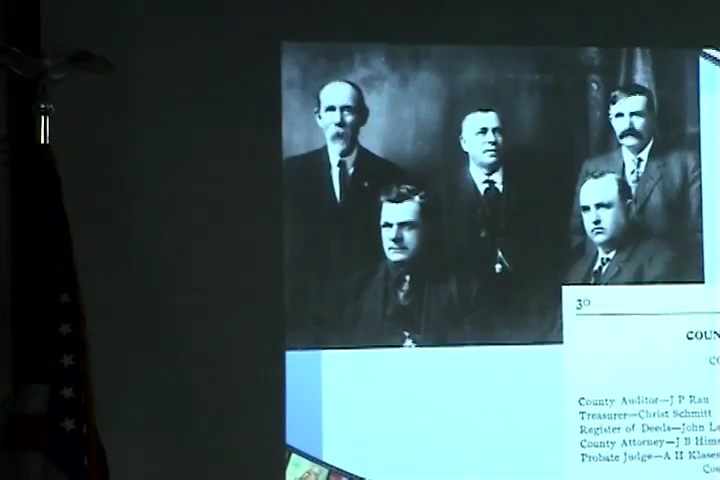 30
COUN
CO
County Auditor—J P Rau
Treasurer—Christ Schmitt
Register of Deeds—John La
County Attorney—J B Hims
Probate Judge—A H Klases
Cou